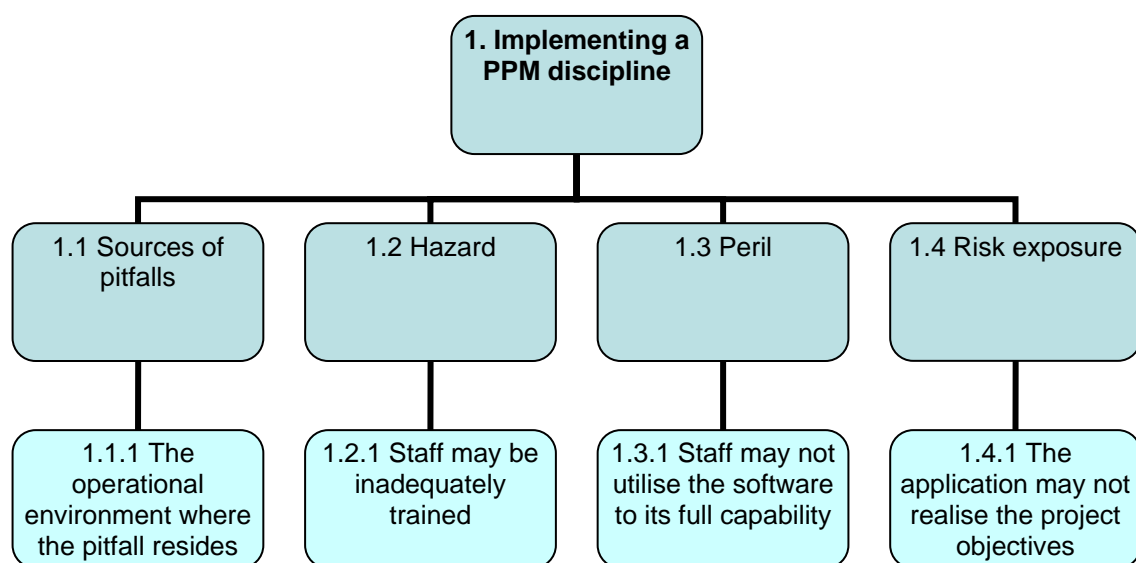 1. Implementing a
PPM discipline
1.1 Sources of
pitfalls
1.2 Hazard
1.3 Peril
1.4 Risk exposure
1.1.1 The
operational
environment where
the pitfall resides
1.2.1 Staff may be
inadequately
trained
1.3.1 Staff may not
utilise the software
to its full capability
1.4.1 The
application may not
realise the project
objectives